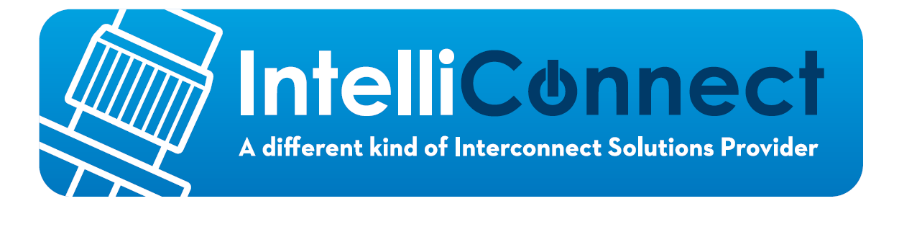 IntelliConnect
A different kind of Interconnect Solutions Provider